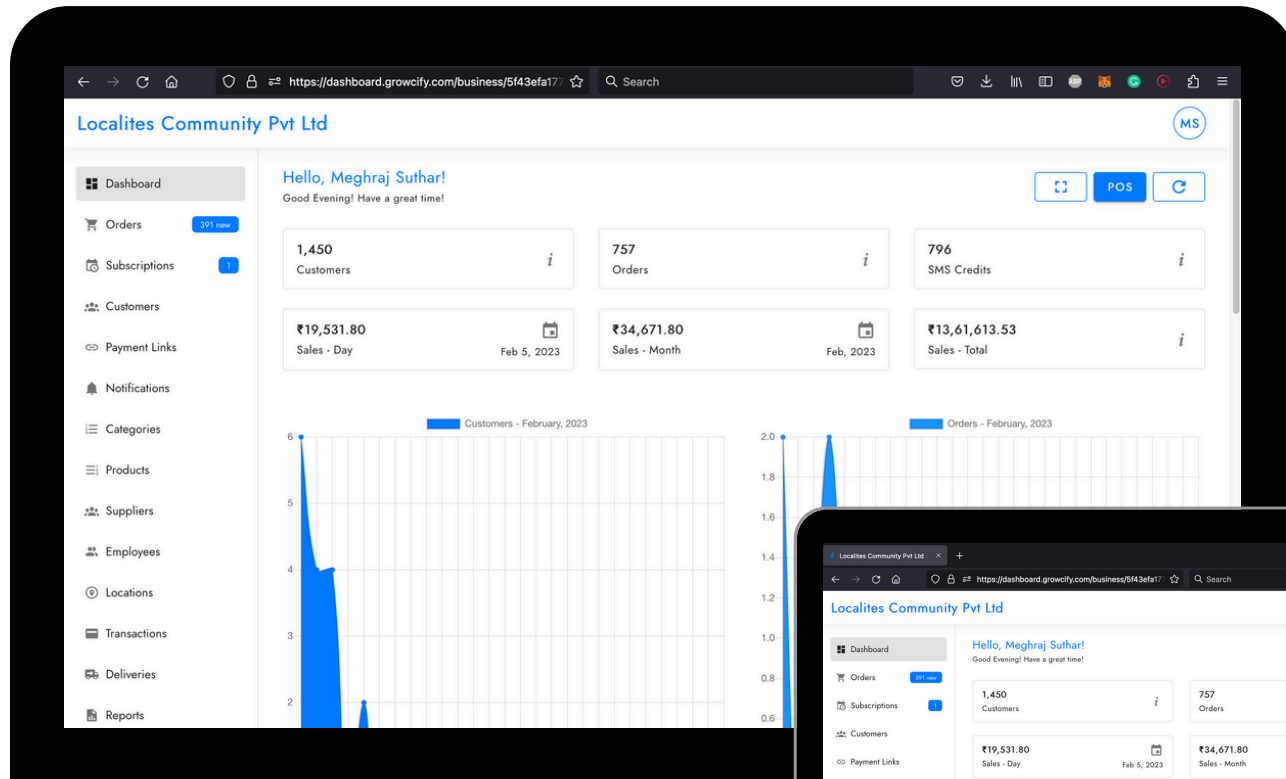 https://dashboard.growcify.com/business/5f43efa177
Search
Localites Community Pvt Ltd
MS
Dashboard
Orders
391 new
Subscriptions
1
Customers
Payment Links
Notifications
Categories
Products
Suppliers
Employees
Locations
Transactions
Deliveries
Reports
Hello, Meghraj Suthar!
Good Evening! Have a great time!
POS
1,450
Customers
i
757
Orders
i
796
SMS Credits
i
₹19,531.80
Sales - Day
Feb 5, 2023
₹34,671.80
Sales - Month
Feb, 2023
₹13,61,613.53
Sales - Total
i
Customers - February, 2023
6
5
4
3
2
Orders - February, 2023
2.0
1.8
1.6
1.4
1.2
1.0
0.8
0.6
Localites Community Pvt Ltd
https://dashboard.growcify.com/business/5f43efa177
Search
Localites Community Pvt Ltd
Dashboard
Orders
391 new
Subscriptions
1
Customers
Payment Links
Hello, Meghraj Suthar!
Good Evening! Have a great time!
1,450
Customers
i
757
Orders
₹19,531.80
Sales - Day
Feb 5, 2023
₹34,671.80
Sales - Month